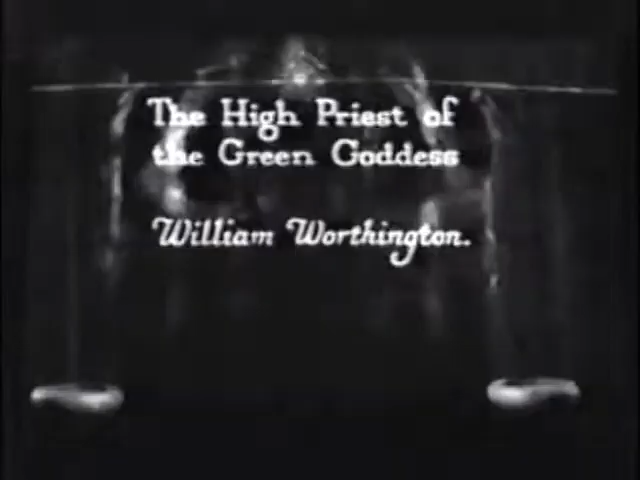 The High Priest of
the Green Goddess
William Worthington.